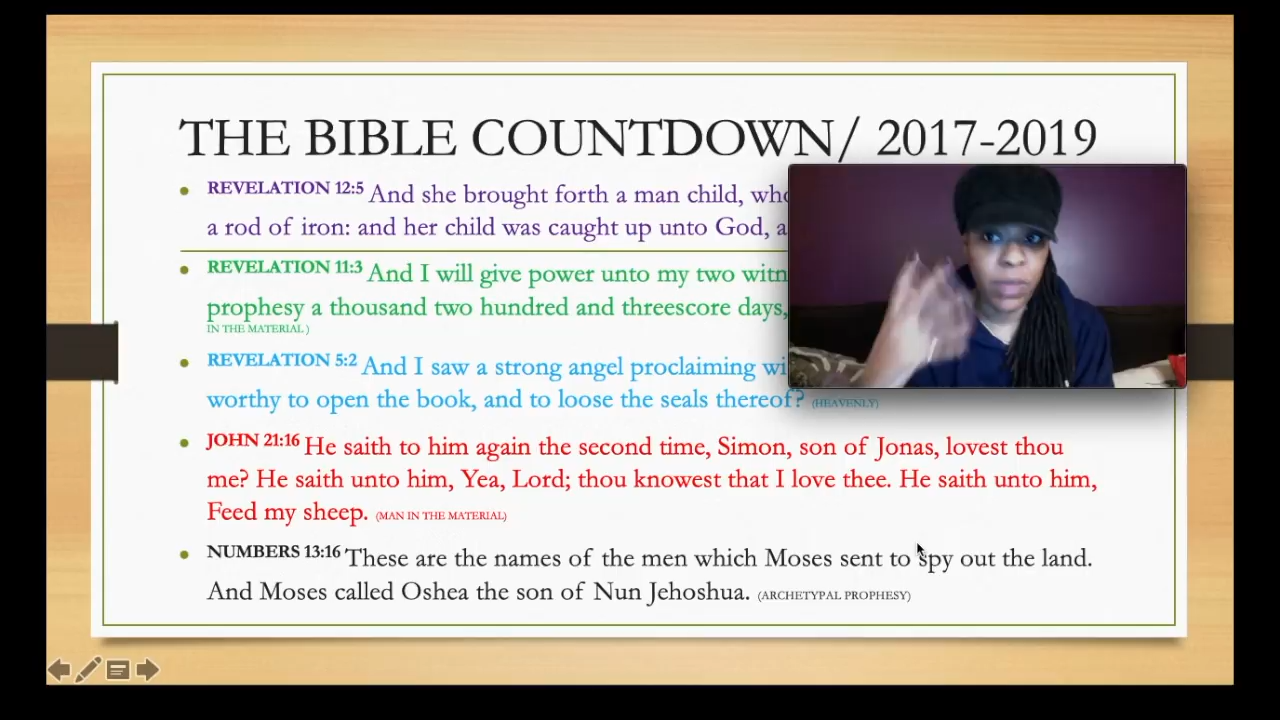 THE BIBLE COUNTDOWN/ 2017-2019
REVELATION 12:5 And she brought forth a man child,
a rod of iron: and her child was caught up unto God,
REVELATION 11:3 And I will give power unto my two
prophesy a thousand two hundred and threescore days,
IN THE MATERIAL )
REVELATION 5:2 And I saw a strong angel proclaiming
worthy to open the book, and to loose the seals thereof? (HEAVENLY)
JOHN 21:16 He saith to him again the second time, Simon, son of Jonas, lovest thou
me? He saith unto him, Yea, Lord; thou knowest that I love thee. He saith unto him,
Feed my sheep. (MAN IN THE MATERIAL)
NUMBERS 13:16 These are the names of the men which Moses sent to spy out the land.
And Moses called Oshea the son of Nun Jehoshua. (ARCHETYPAL PROPHESY)